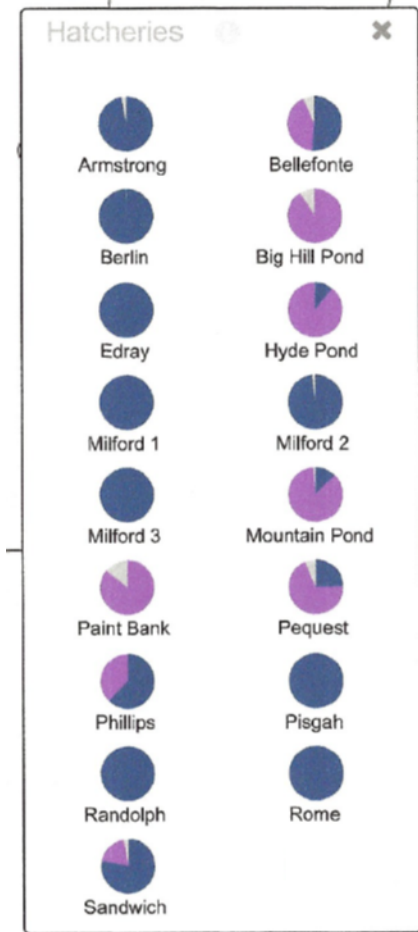 Hatcheries
Armstrong Bellefonte
Berlin Big Hill Pond
Edray Hyde Pond
Milford 1 Milford 2
Milford 3 Mountain Pond
Paint Bank Pequest
Phillips Pisgah
Randolph Rome
Sandwich